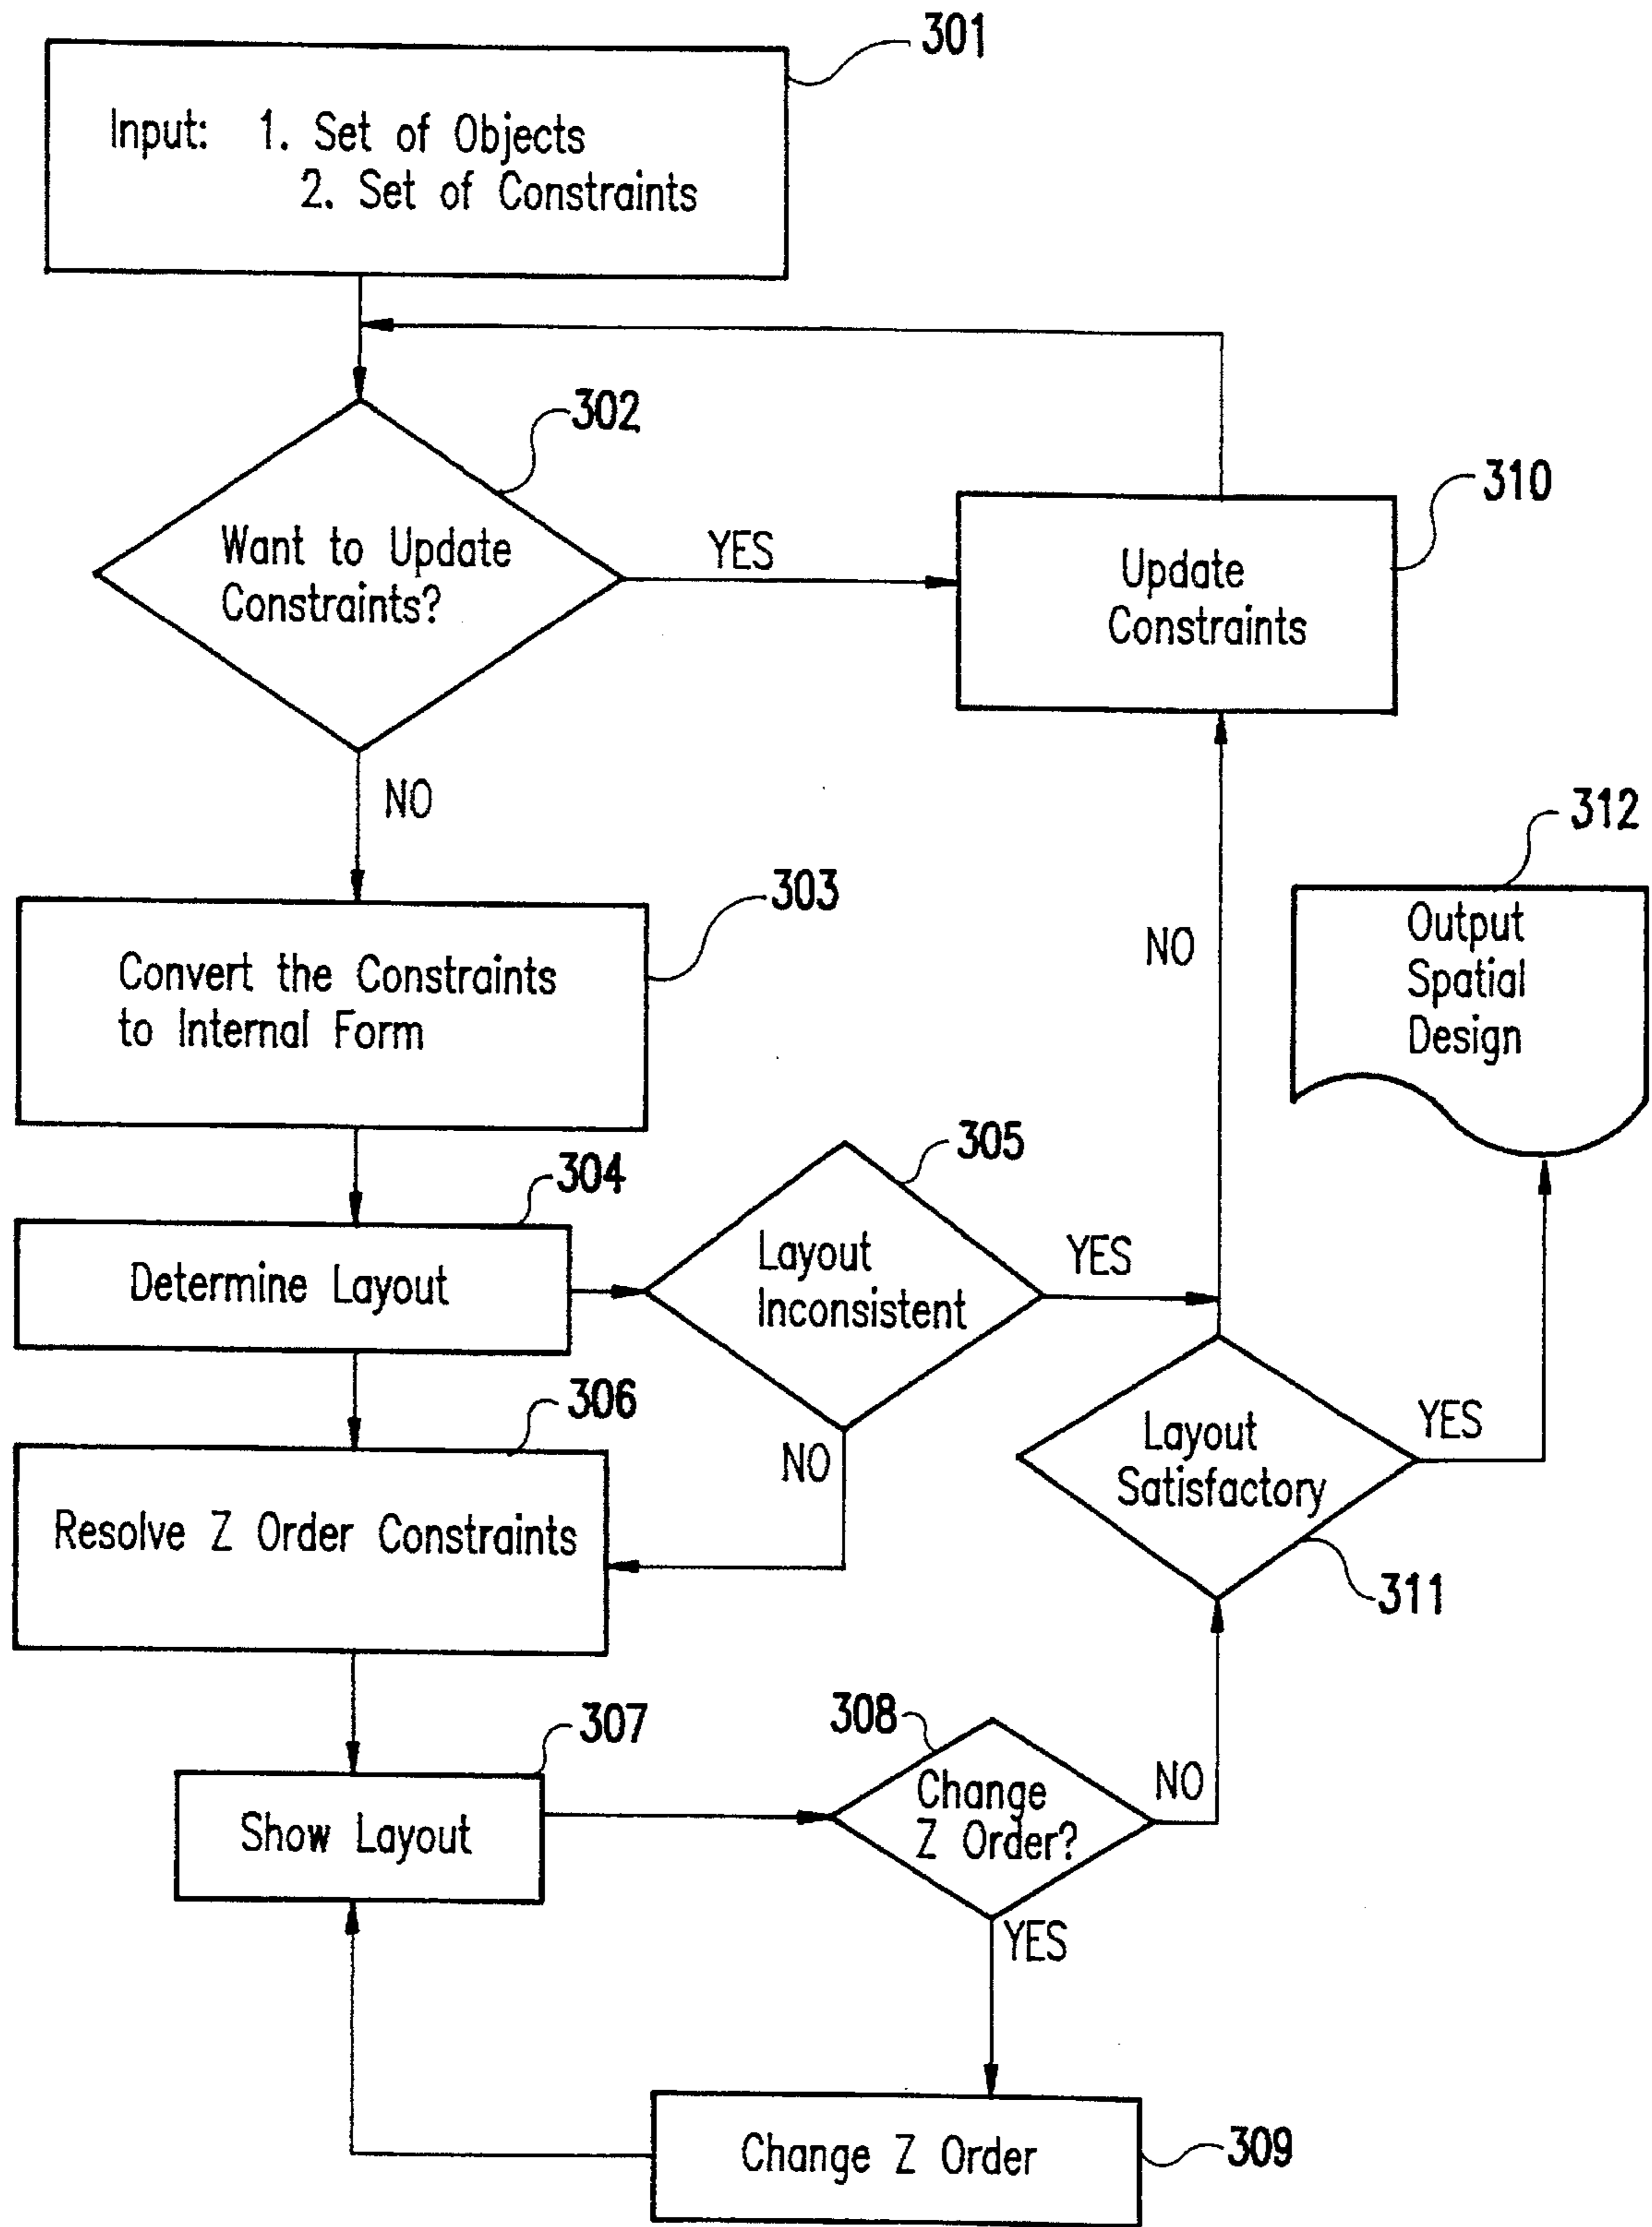 301
Input: 1. Set of Objects
2. Set of Constraints
302
Want to Update
Constraints?
YES
310
Update
Constraints
NO
303
Convert the Constraints
to Internal Form
NO
312
Output
Spatial
Design
304
Determine Layout
305
Layout
Inconsistent
YES
NO
306
Resolve Z Order Constraints
Layout
Satisfactory
YES
311
307
Show Layout
308
Change
Z Order?
NO
YES
Change Z Order
309